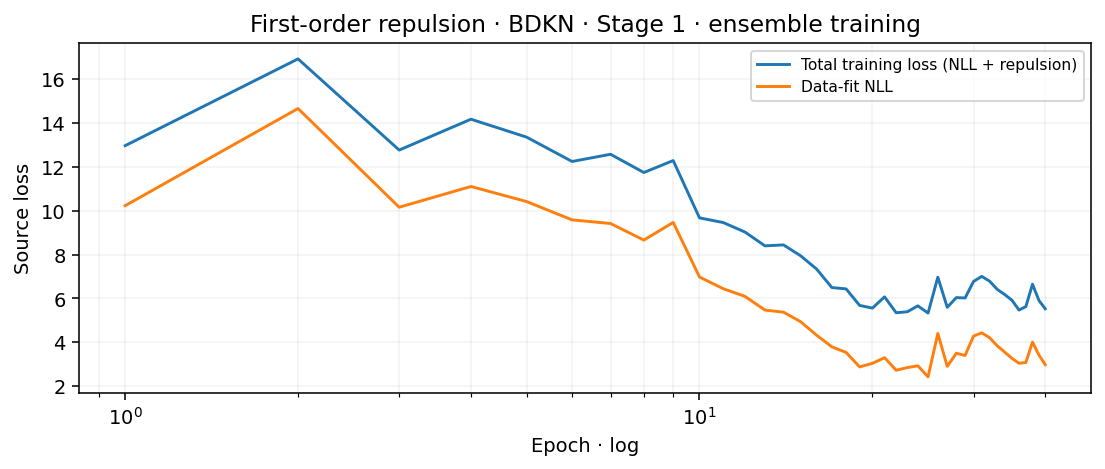 First-order repulsion · BDKN · Stage 1 · ensemble training
Total training loss (NLL + repulsion)
Data-fit NLL
Source loss
16
14
12
10
8
6
4
2
10⁰
10¹
Epoch · log